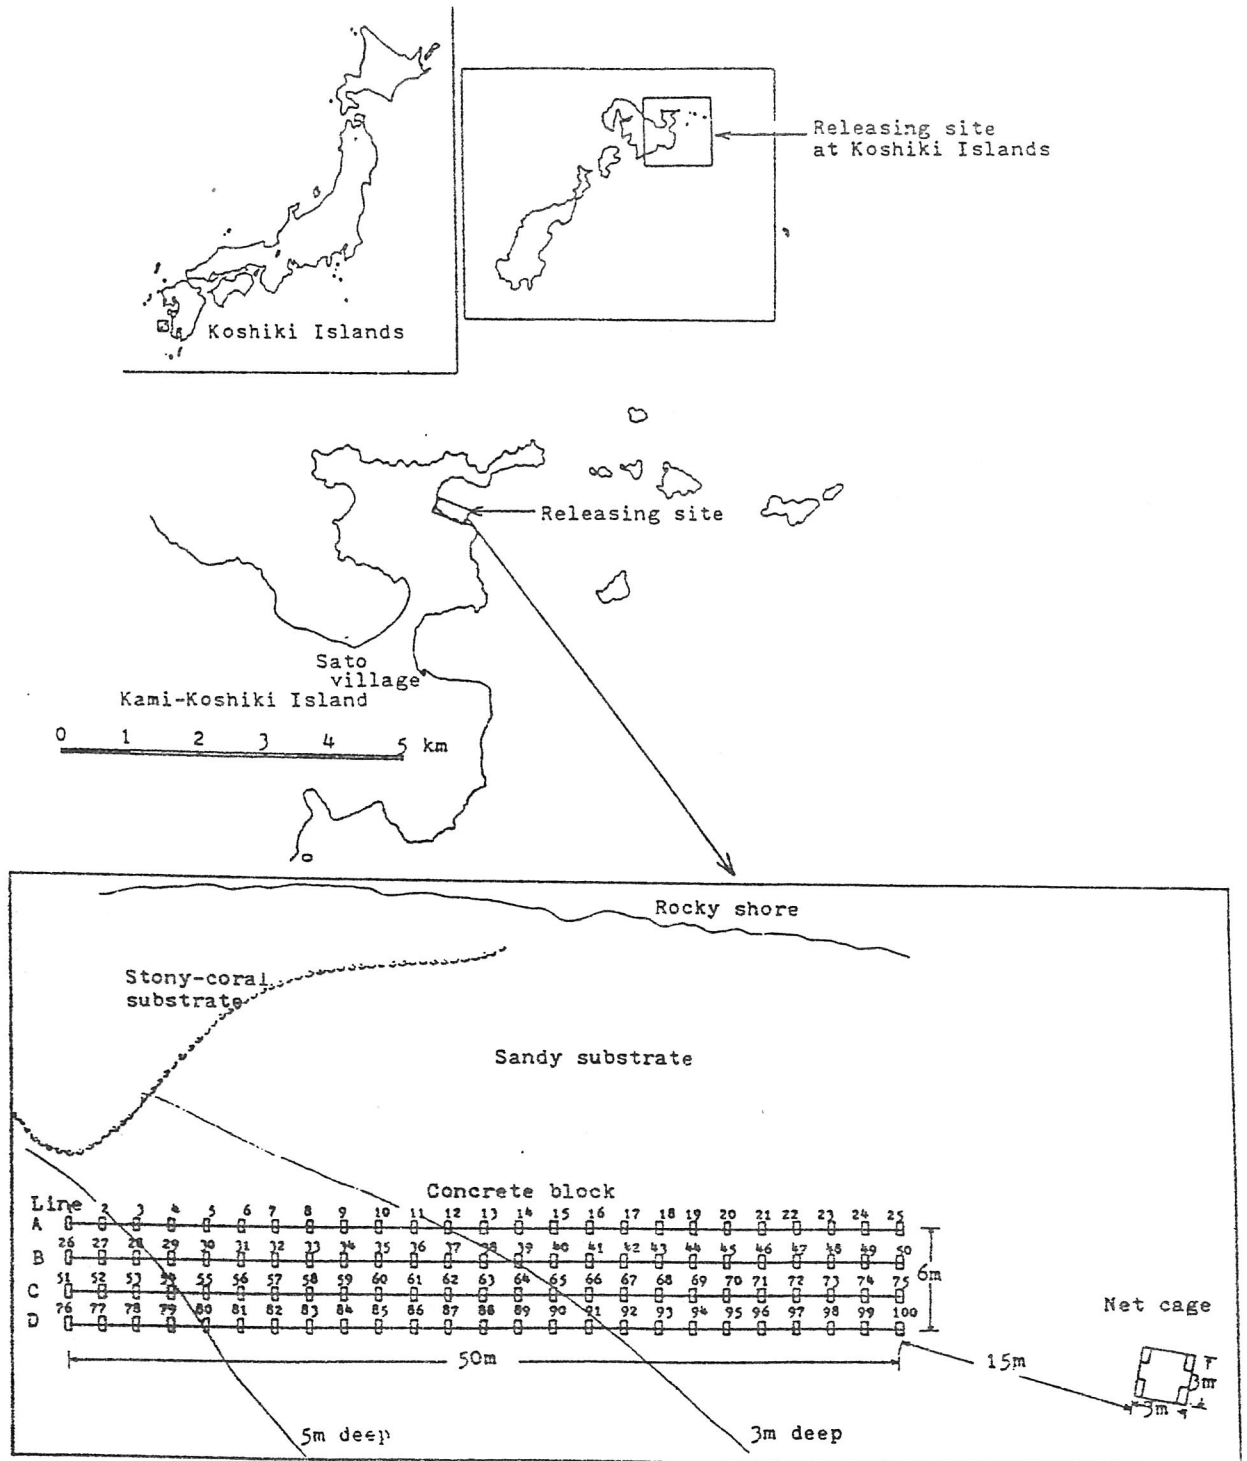 Koshiki Islands
Releasing site
at Koshiki Islands
Releasing site
Sato
village
Kami-Koshiki Island
0 1 2 3 4 5 km
Rocky shore
Stony-coral
substrate
Sandy substrate
Concrete block
Line
A
2 3 4 5 6 7 8 9 10 11 12 13 14 15 16 17 18 19 20 21 22 23 24 25
B
26 27 28 29 30 31 32 33 34 35 36 37 38 39 40 41 42 43 44 45 46 47 48 49 50
C
51 52 53 54 55 56 57 58 59 60 61 62 63 64 65 66 67 68 69 70 71 72 73 74 75
D
76 77 78 79 80 81 82 83 84 85 86 87 88 89 90 91 92 93 94 95 96 97 98 99 100
6m
50m
15m
Net cage
3m
3m
5m deep
3m deep